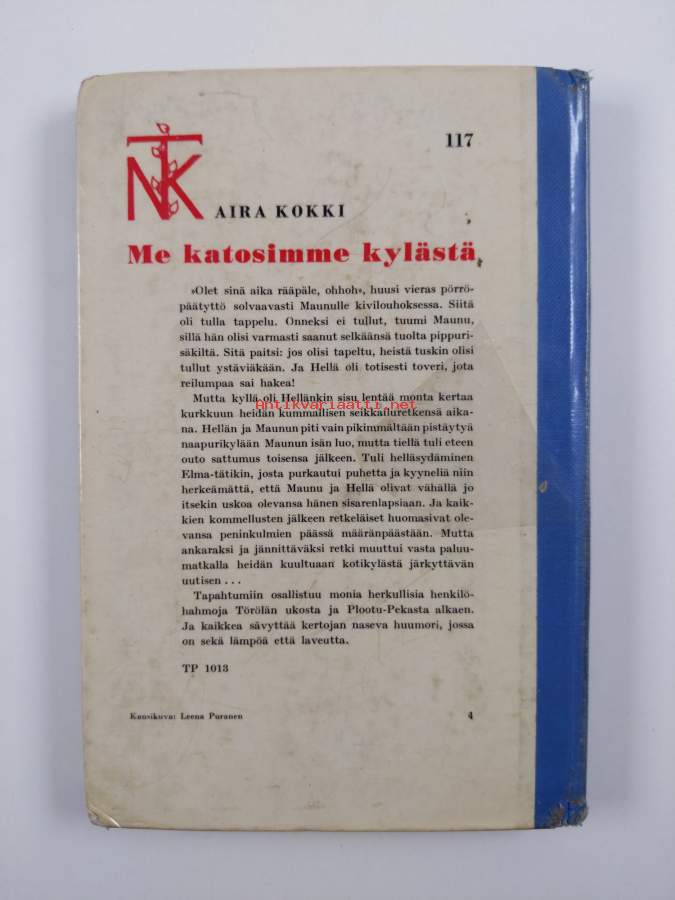 NTK
117
AIRA KOKKI
Me katosimme kylästä
»Olet sinä aika rääpäle, ohhoh», huusi vieras pörrö-
päätyttö solvaavasti Maunulle kivilouhoksessa. Siitä
oli tulla tappelu. Onneksi ei tullut, tuumi Maunu,
sillä hän olisi varmasti saanut selkäänsä tuolta pippuri-
säkiltä. Sitä paitsi: jos olisi tapeltu, heistä tuskin olisi
tullut ystäviäkään. Ja Hellä oli totisesti toveri, jota
reilumpaa sai hakea!
Mutta kyllä oli Hellänkin sisu lentää monta kertaa
kurkkuun heidän kummallisen seikkailuretkensä aika-
na. Hellän ja Maunun piti vain pikimmältään pistäytyä
naapurikylään Maunun isän luo, mutta tiellä tuli eteen
outo sattumus toisensa jälkeen. Tuli helläsydäminen
Elma-tätikin, josta purkautui puhetta ja kyyneliä niin
herkeämättä, että Maunu ja Hellä olivat vähällä jo
itsekin uskoa olevansa hänen sisarenlapsiaan. Ja kaik-
kien kommellusten jälkeen retkeläiset huomasivat ole-
vansa peninkulmien päässä määränpäästään. Mutta
ankaraksi ja jännittäväksi retki muuttui vasta paluu-
matkalla heidän kuultuaan kotikylästä järkyttävän
uutisen . . .
Tapahtumiin osallistuu monia herkullisia henkilö-
hahmoja Törölän ukosta ja Plootu-Pekasta alkaen.
Ja kaikkea sävyttää kertojan naseva huumori, jossa
on sekä lämpöä että laveutta.
TP 1013
Kansikuva: Leena Puranen
4
Antikvariaatti.net